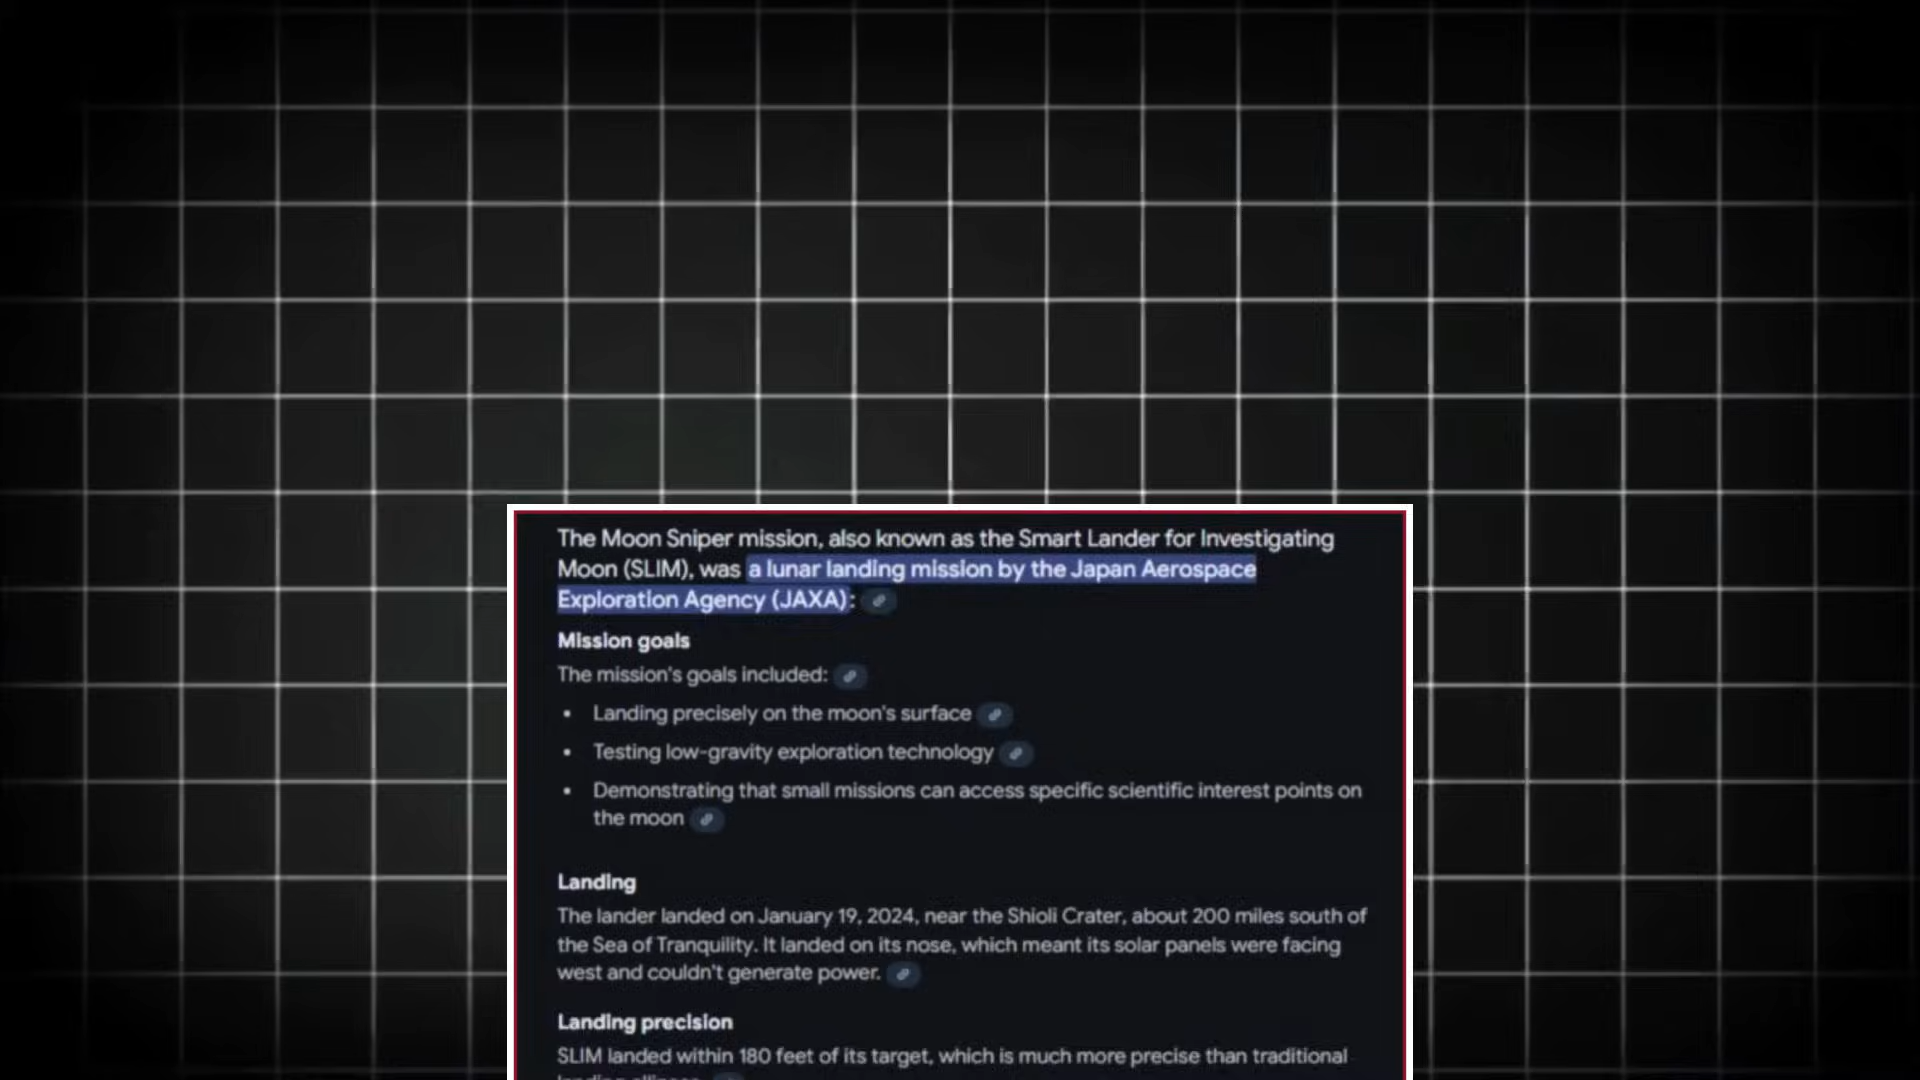 The Moon Sniper mission, also known as the Smart Lander for Investigating
Moon (SLIM), was a lunar landing mission by the Japan Aerospace
Exploration Agency (JAXA):
Mission goals
The mission's goals included:
• Landing precisely on the moon's surface
• Testing low-gravity exploration technology
• Demonstrating that small missions can access specific scientific interest points on
the moon
Landing
The lander landed on January 19, 2024, near the Shioli Crater, about 200 miles south of
the Sea of Tranquility. It landed on its nose, which meant its solar panels were facing
west and couldn't generate power.
Landing precision
SLIM landed within 180 feet of its target, which is much more precise than traditional